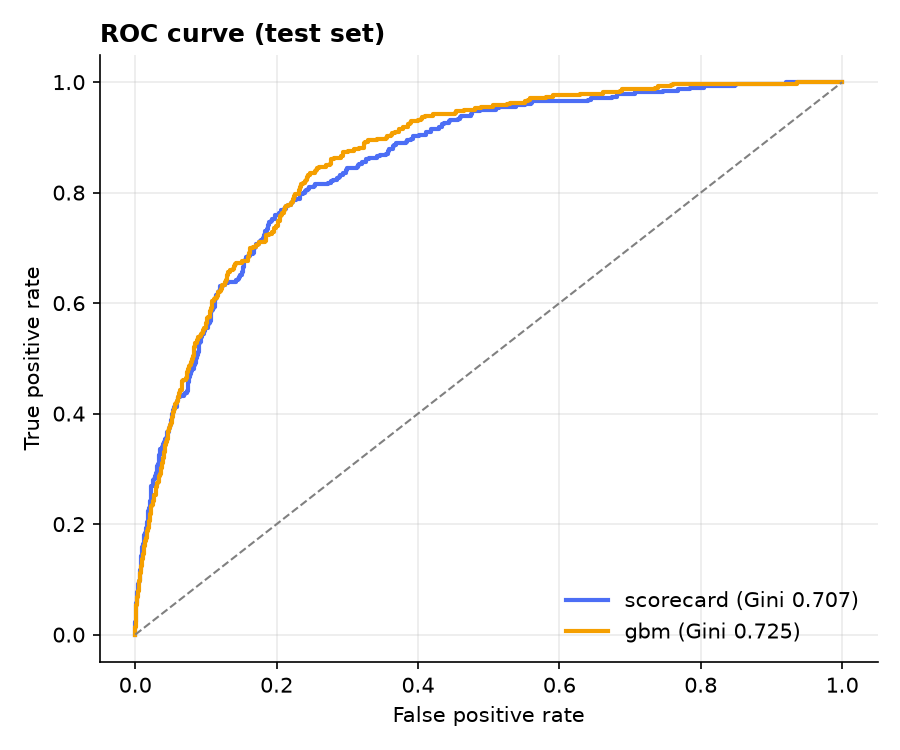 ROC curve (test set)
1.0
0.8
0.6
0.4
0.2
0.0
True positive rate
scorecard (Gini 0.707)
gbm (Gini 0.725)
0.0 0.2 0.4 0.6 0.8 1.0
False positive rate